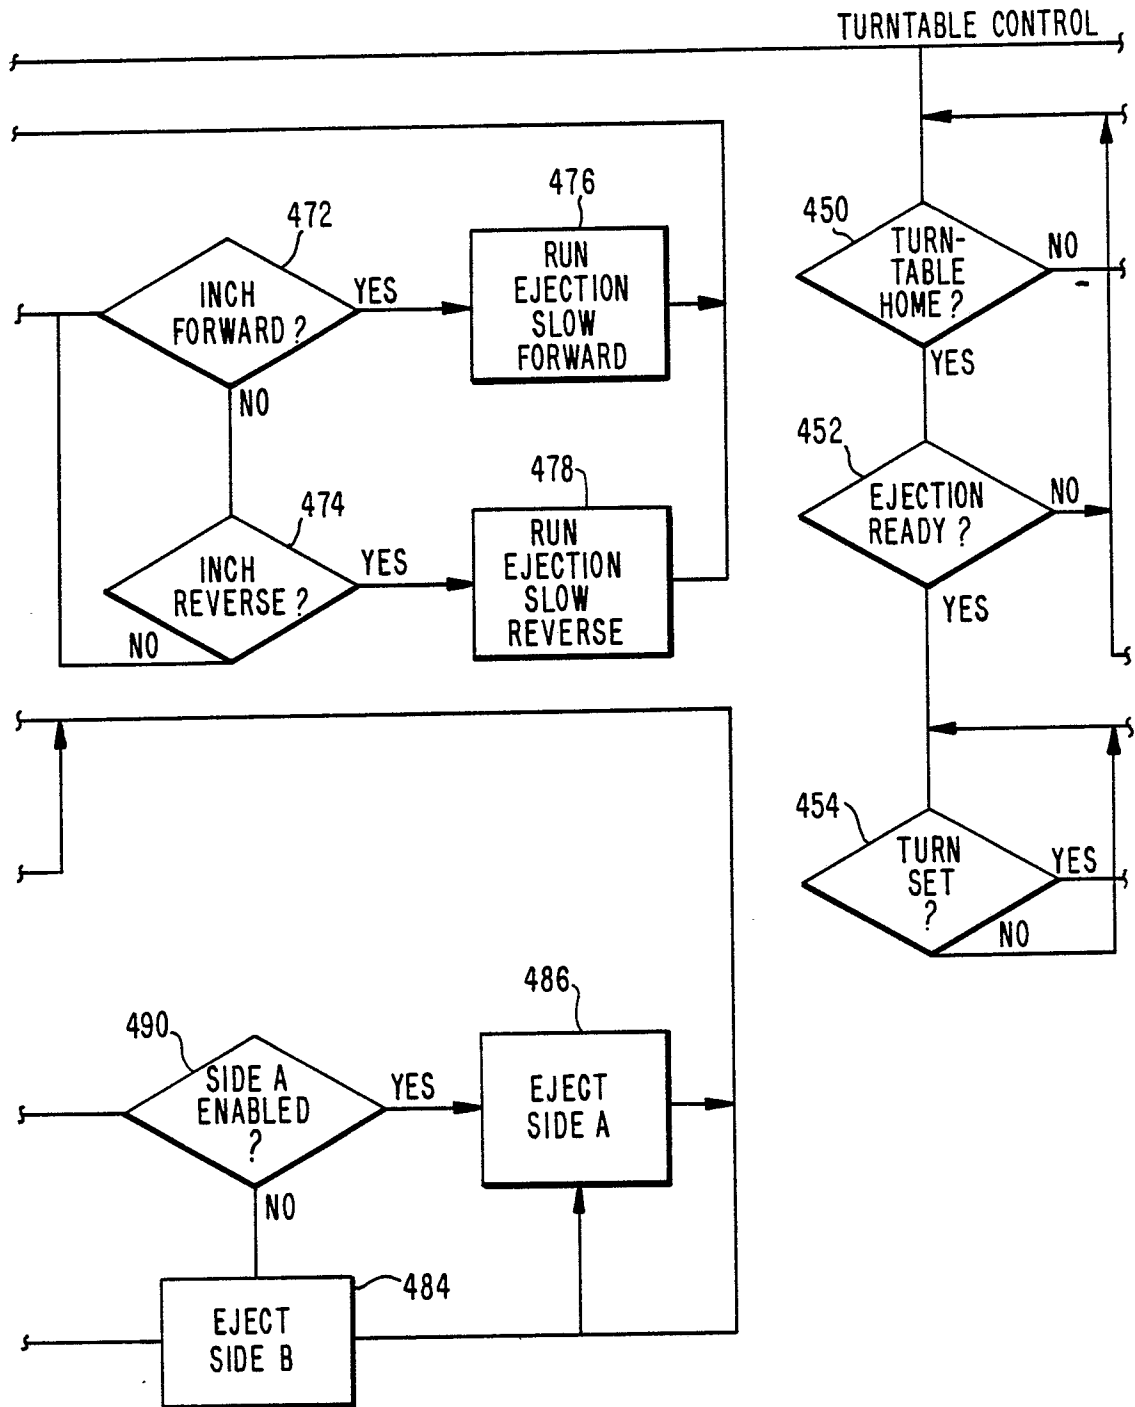 TURNTABLE CONTROL
472
INCH
FORWARD?
YES
NO
476
RUN
EJECTION
SLOW
FORWARD
474
INCH
REVERSE?
YES
NO
478
RUN
EJECTION
SLOW
REVERSE
450
TURN-
TABLE
HOME?
NO
YES
452
EJECTION
READY?
NO
YES
454
TURN
SET
?
YES
NO
490
SIDE A
ENABLED
?
YES
NO
486
EJECT
SIDE A
484
EJECT
SIDE B